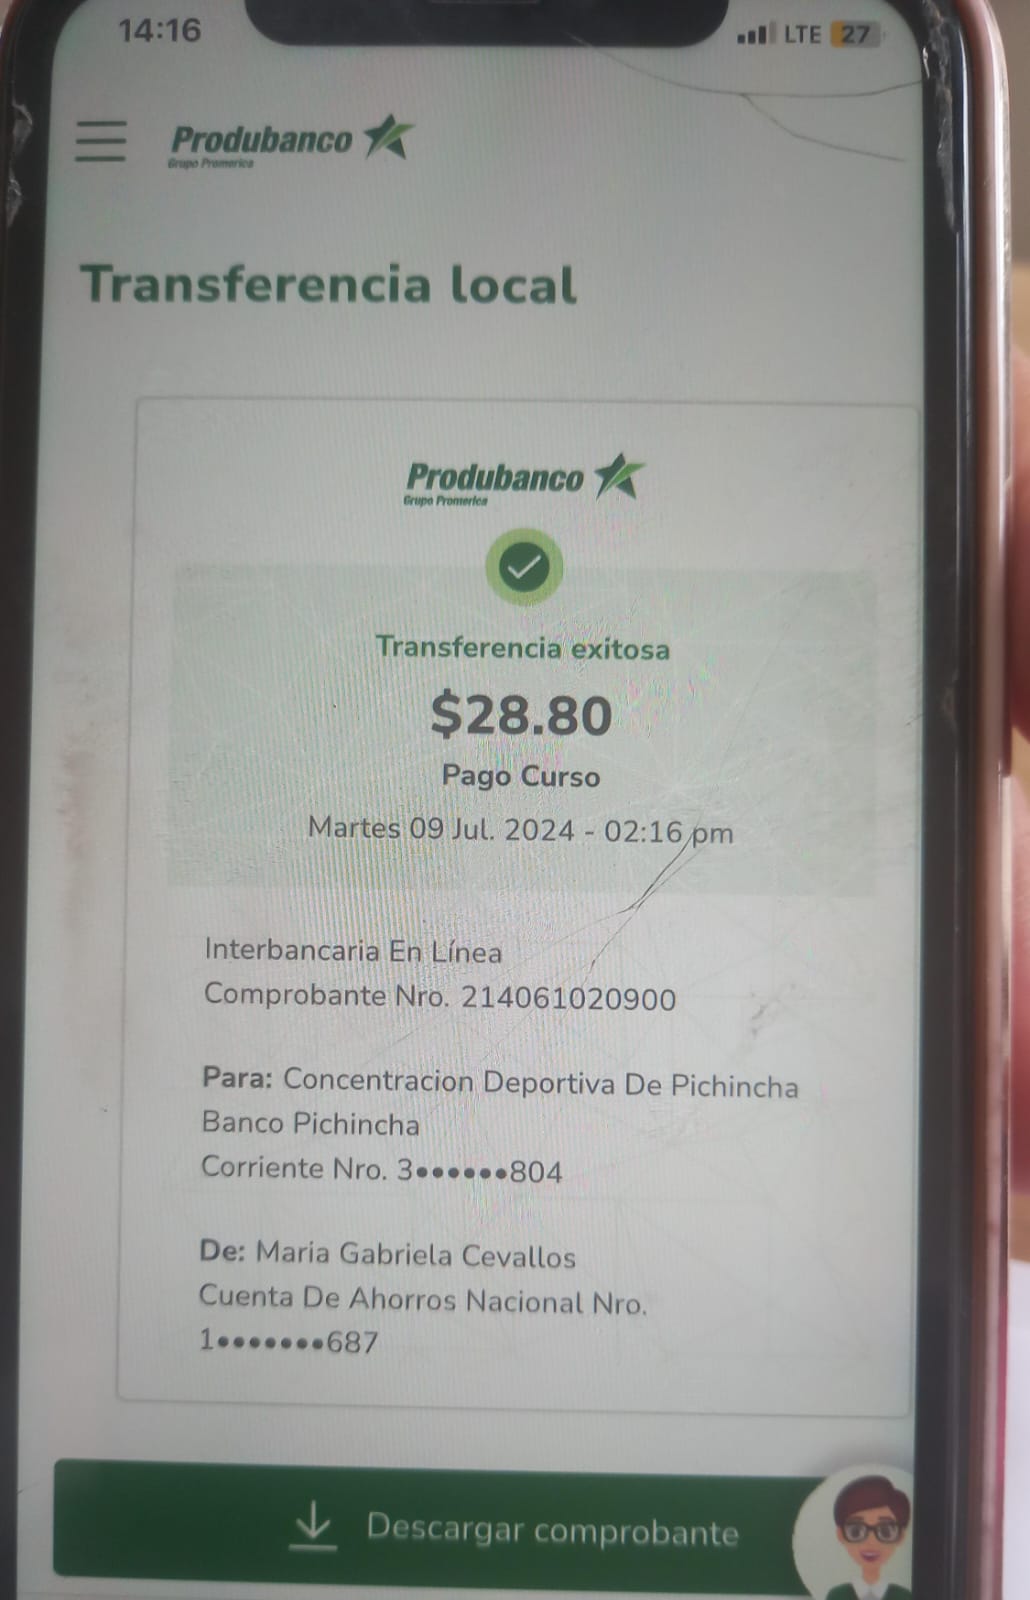 14:16
LTE 27
Produbanco
Grupo Promerica
Transferencia local
Produbanco
Grupo Promerica
Transferencia exitosa
$28.80
Pago Curso
Martes 09 Jul. 2024 - 02:16 pm
Interbancaria En Línea
Comprobante Nro. 214061020900
Para: Concentracion Deportiva De Pichincha
Banco Pichincha
Corriente Nro. 3••••••804
De: Maria Gabriela Cevallos
Cuenta De Ahorros Nacional Nro.
1•••••••687
Descargar comprobante